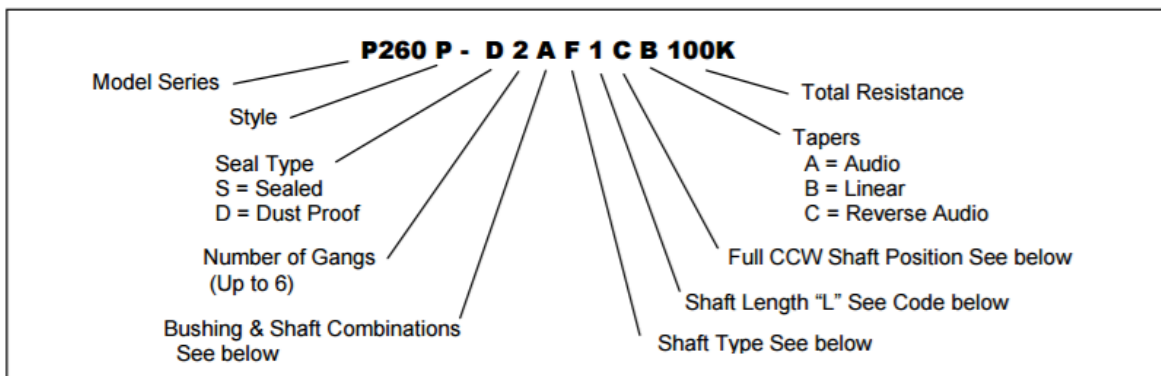 P260 P - D 2 A F 1 C B 100K
Model Series
Total Resistance
Style
Tapers
A = Audio
B = Linear
C = Reverse Audio
Seal Type
S = Sealed
D = Dust Proof
Number of Gangs
(Up to 6)
Full CCW Shaft Position See below
Shaft Length “L” See Code below
Bushing & Shaft Combinations
See below
Shaft Type See below